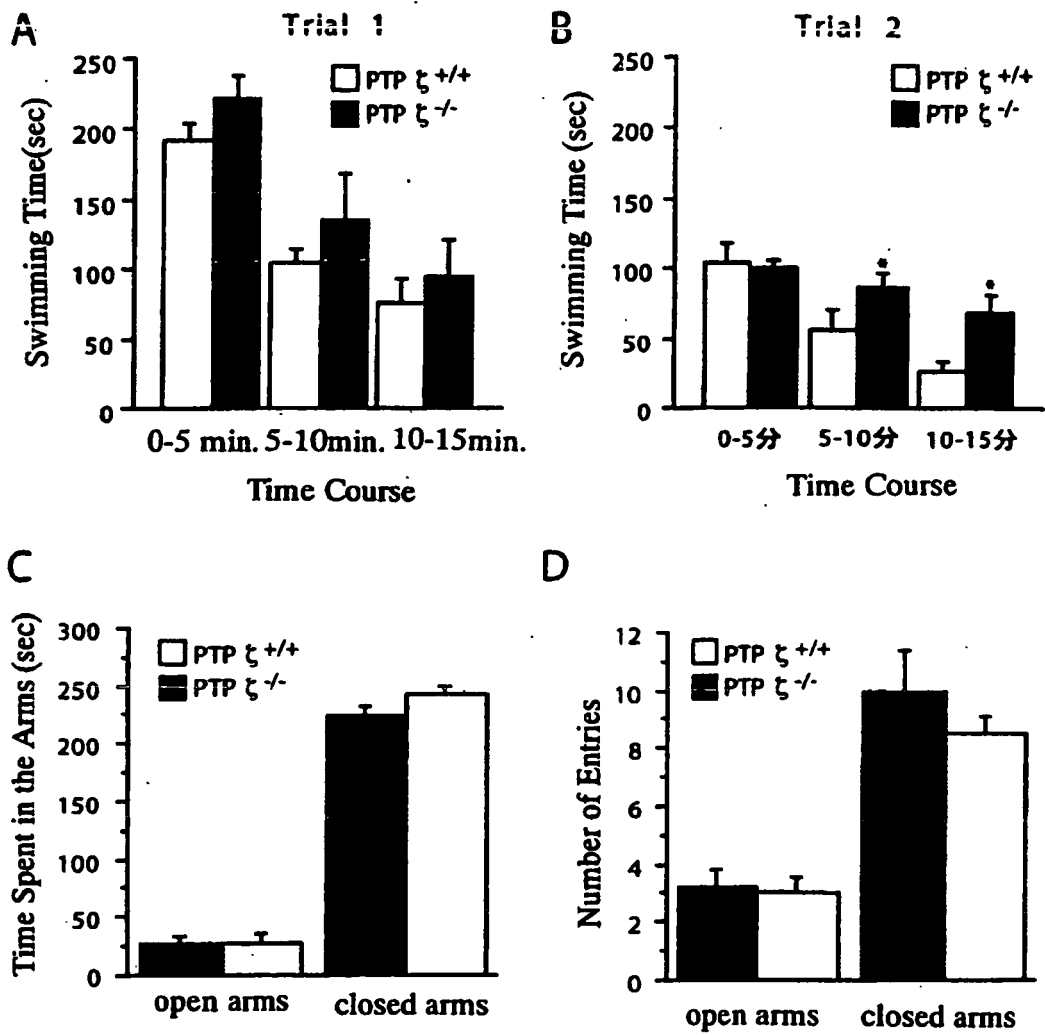 A
Trial 1
250
200
150
100
50
0
Swimming Time(sec)
PTP ζ +/+
PTP ζ -/-
0-5 min. 5-10min. 10-15min.
Time Course
B
Trial 2
250
200
150
100
50
0
Swimming Time (sec)
PTP ζ +/+
PTP ζ -/-
*
*
0-5分 5-10分 10-15分
Time Course
C
300
250
200
150
100
50
0
Time Spent in the Arms (sec)
PTP ζ +/+
PTP ζ -/-
open arms closed arms
D
12
10
8
6
4
2
0
Number of Entries
PTP ζ +/+
PTP ζ -/-
open arms closed arms